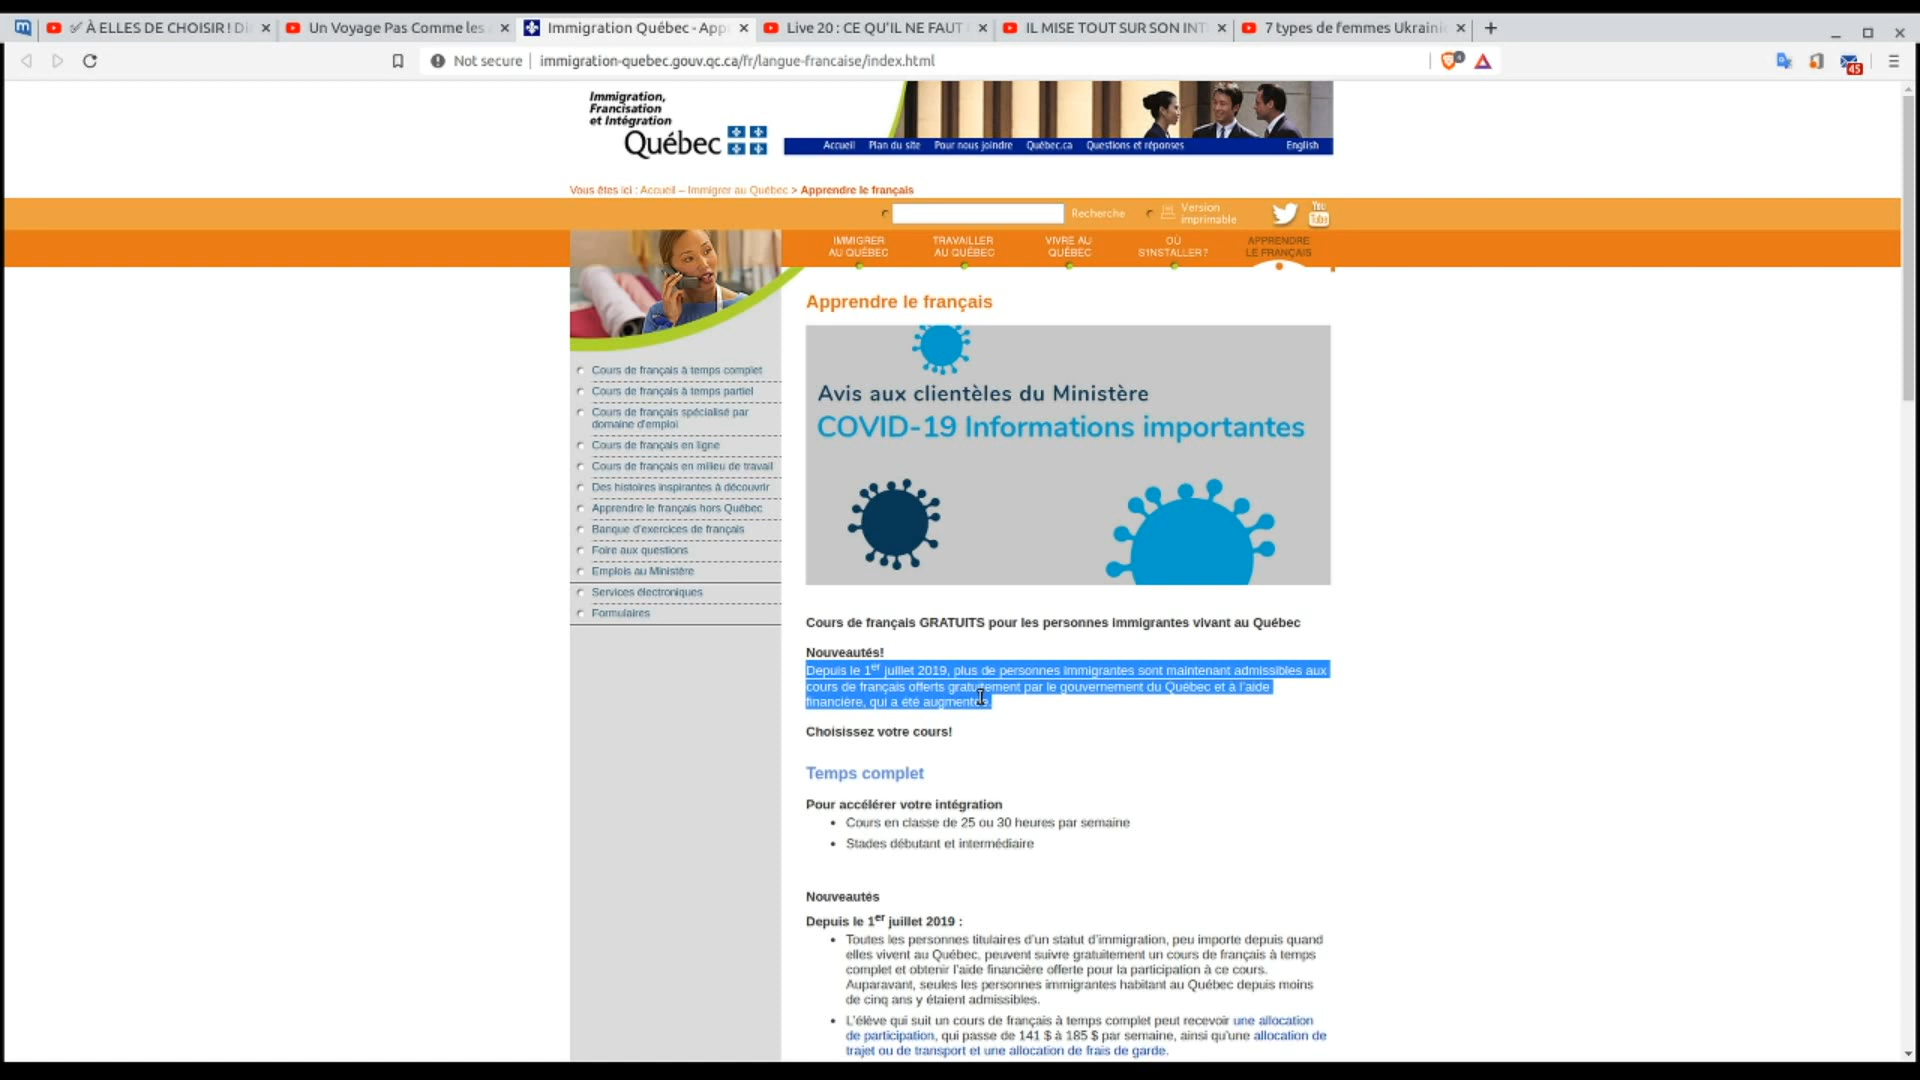 ✅ À ELLES DE CHOISIR ! D
Un Voyage Pas Comme les
Immigration Québec - App
Live 20 : CE QU'IL NE FAUT
IL MISE TOUT SUR SON INT
7 types de femmes Ukraini
Not secure
immigration-quebec.gouv.qc.ca/fr/langue-francaise/index.html
4
45
Immigration,
Francisation
et Intégration
Québec
Accueil Plan du site Pour nous joindre Québec.ca Questions et réponses English
Vous êtes ici : Accueil – Immigrer au Québec > Apprendre le français
Recherche
Version
imprimable
You
Tube
IMMIGRER
AU QUÉBEC
TRAVAILLER
AU QUÉBEC
VIVRE AU
QUÉBEC
OÙ
S'INSTALLER?
APPRENDRE
LE FRANÇAIS
Cours de français à temps complet
Cours de français à temps partiel
Cours de français spécialisé par
domaine d'emploi
Cours de français en ligne
Cours de français en milieu de travail
Des histoires inspirantes à découvrir
Apprendre le français hors Québec
Banque d'exercices de français
Foire aux questions
Emplois au Ministère
Services électroniques
Formulaires
Apprendre le français
Avis aux clientèles du Ministère
COVID-19 Informations importantes
Cours de français GRATUITS pour les personnes immigrantes vivant au Québec
Nouveautés!
Depuis le 1er juillet 2019, plus de personnes immigrantes sont maintenant admissibles aux
cours de français offerts gratuitement par le gouvernement du Québec et à l'aide
financière, qui a été augmentée.
Choisissez votre cours!
Temps complet
Pour accélérer votre intégration
• Cours en classe de 25 ou 30 heures par semaine
• Stades débutant et intermédiaire
Nouveautés
Depuis le 1er juillet 2019 :
• Toutes les personnes titulaires d'un statut d'immigration, peu importe depuis quand
elles vivent au Québec, peuvent suivre gratuitement un cours de français à temps
complet et obtenir l'aide financière offerte pour la participation à ce cours.
Auparavant, seules les personnes immigrantes habitant au Québec depuis moins
de cinq ans y étaient admissibles.
• L'élève qui suit un cours de français à temps complet peut recevoir une allocation
de participation, qui passe de 141 $ à 185 $ par semaine, ainsi qu'une allocation de
trajet ou de transport et une allocation de frais de garde.